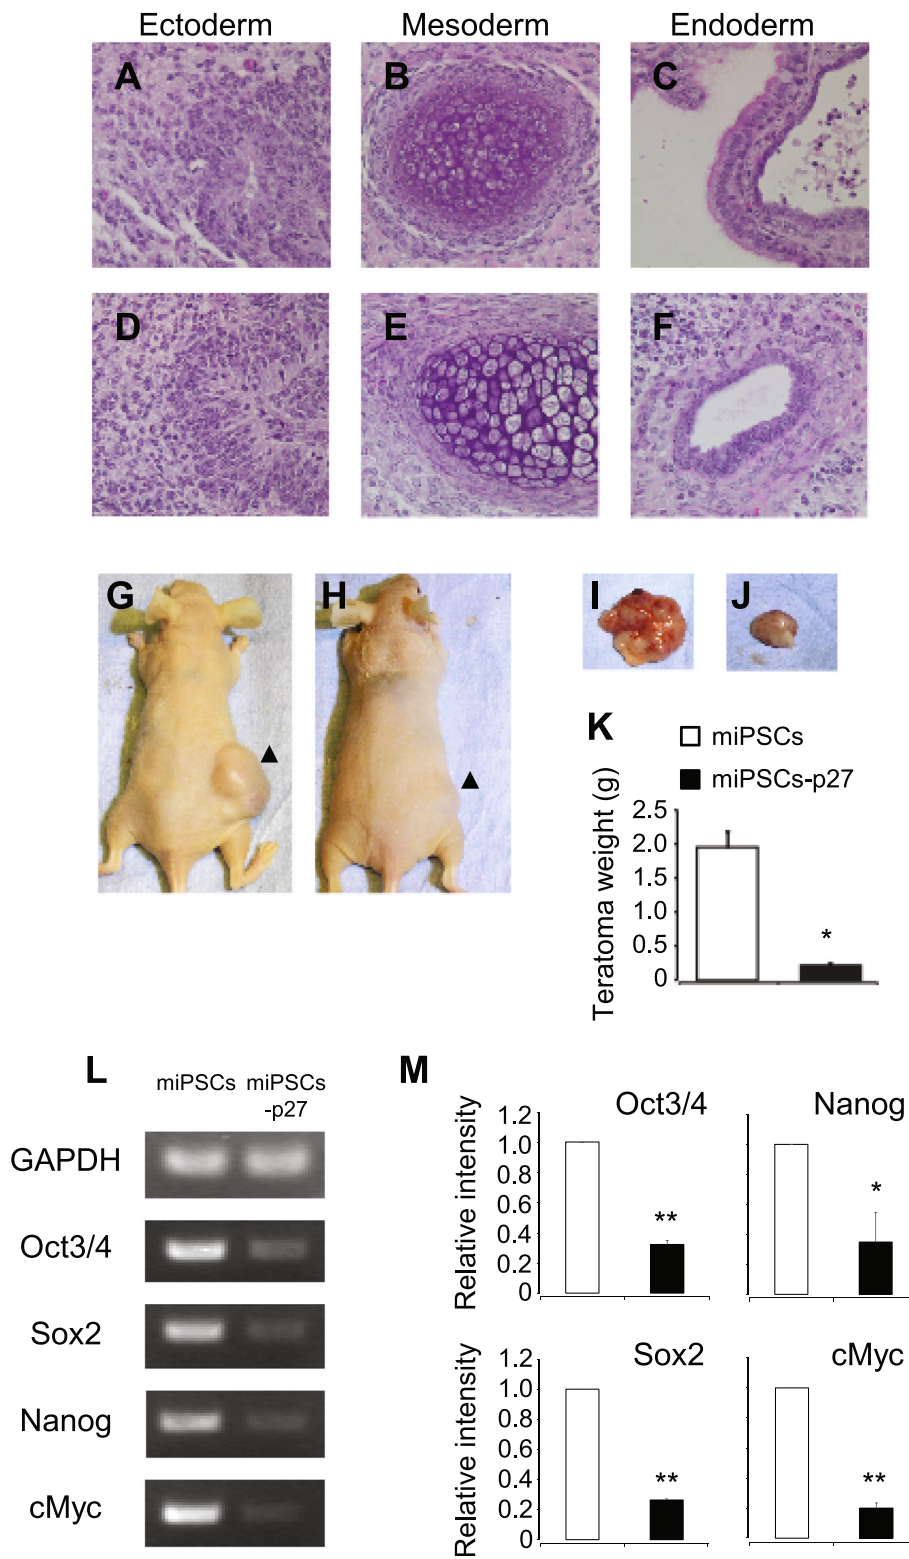 Ectoderm Mesoderm Endoderm
A B C
D E F
G H I J
K
miPSCs
miPSCs-p27
Teratoma weight (g)
2.5
2.0
1.5
1.0
0.5
0
*
L
miPSCs miPSCs
-p27
GAPDH
Oct3/4
Sox2
Nanog
cMyc
M
Oct3/4 Nanog
Relative intensity
1.2
1.0
0.8
0.6
0.4
0.2
0
**
*
Sox2 cMyc
Relative intensity
1.2
1.0
0.8
0.6
0.4
0.2
0
**
**